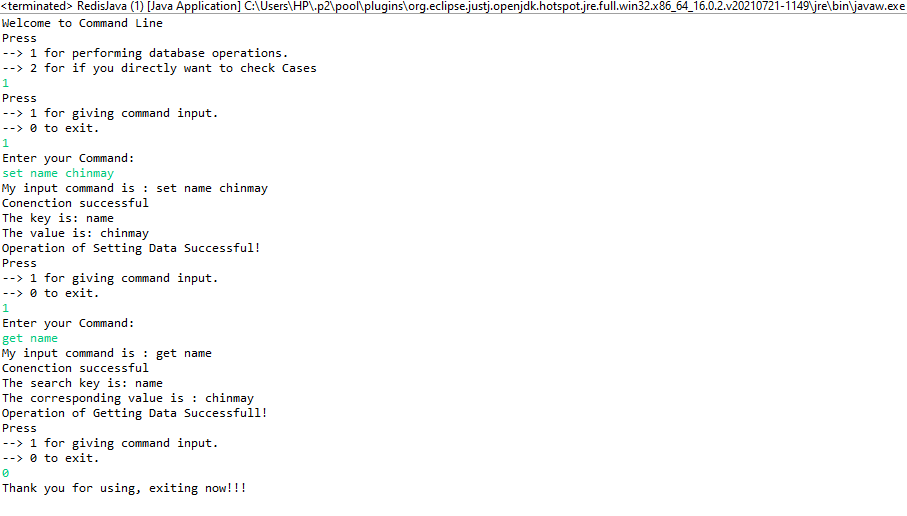 <terminated> RedisJava (1) [Java Application] C:\Users\HP\.p2\pool\plugins\org.eclipse.justj.openjdk.hotspot.jre.full.win32.x86_64_16.0.2.v20210721-1149\jre\bin\javaw.exe
Welcome to Command Line
Press
--> 1 for performing database operations.
--> 2 for if you directly want to check Cases
1
Press
--> 1 for giving command input.
--> 0 to exit.
1
Enter your Command:
set name chinmay
My input command is : set name chinmay
Conenction successful
The key is: name
The value is: chinmay
Operation of Setting Data Successful!
Press
--> 1 for giving command input.
--> 0 to exit.
1
Enter your Command:
get name
My input command is : get name
Conenction successful
The search key is: name
The corresponding value is : chinmay
Operation of Getting Data Successfull!
Press
--> 1 for giving command input.
--> 0 to exit.
0
Thank you for using, exiting now!!!